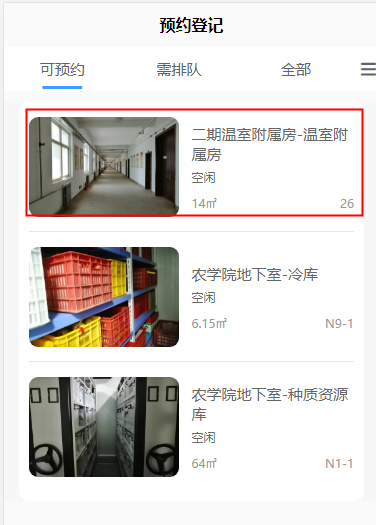 预约登记
可预约
需排队
全部
二期温室附属房-温室附
属房
空闲
14㎡
26
农学院地下室-冷库
空闲
6.15㎡
N9-1
农学院地下室-种质资源
库
空闲
64㎡
N1-1